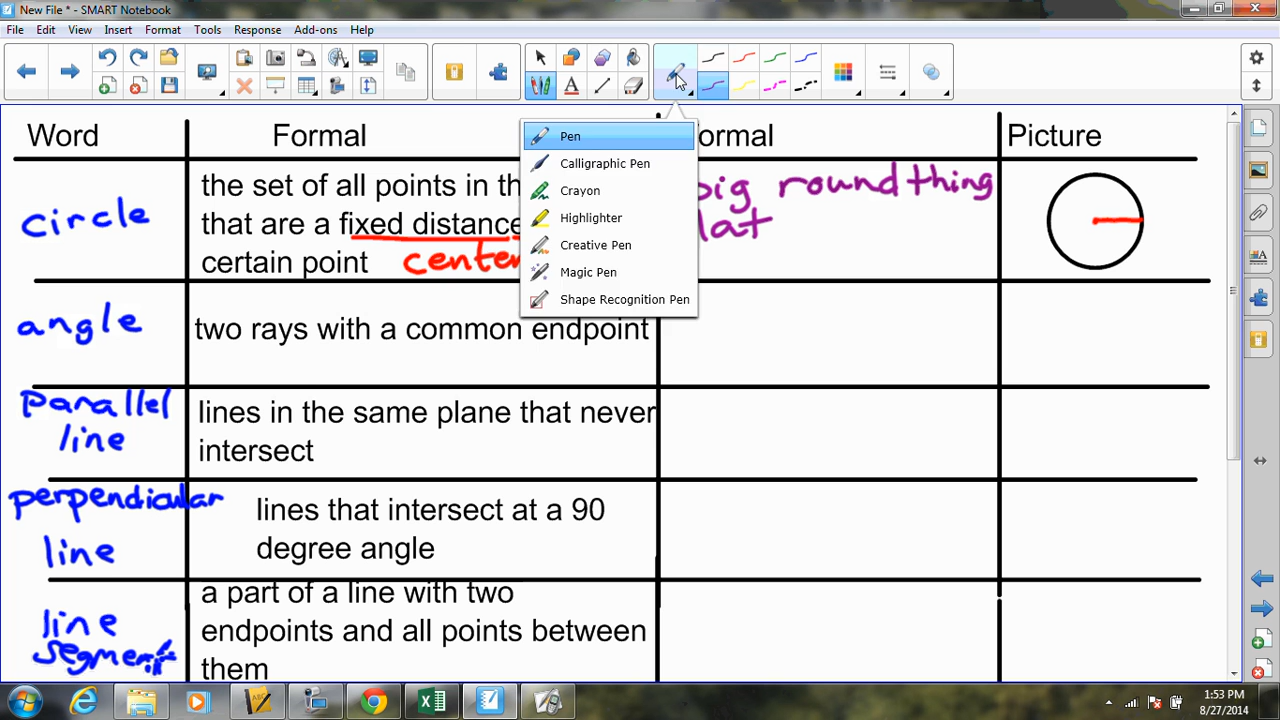 New File * - SMART Notebook
File Edit View Insert Format Tools Response Add-ons Help
Word Formal ormal Picture
Pen
Calligraphic Pen
Crayon
Highlighter
Creative Pen
Magic Pen
Shape Recognition Pen
circle
the set of all points in th
that are a fixed distance
certain point center
big round thing
lat
angle
two rays with a common endpoint
parallel
line
lines in the same plane that never
intersect
perpendicular
line
lines that intersect at a 90
degree angle
line
segment
a part of a line with two
endpoints and all points between
them
1:53 PM
8/27/2014